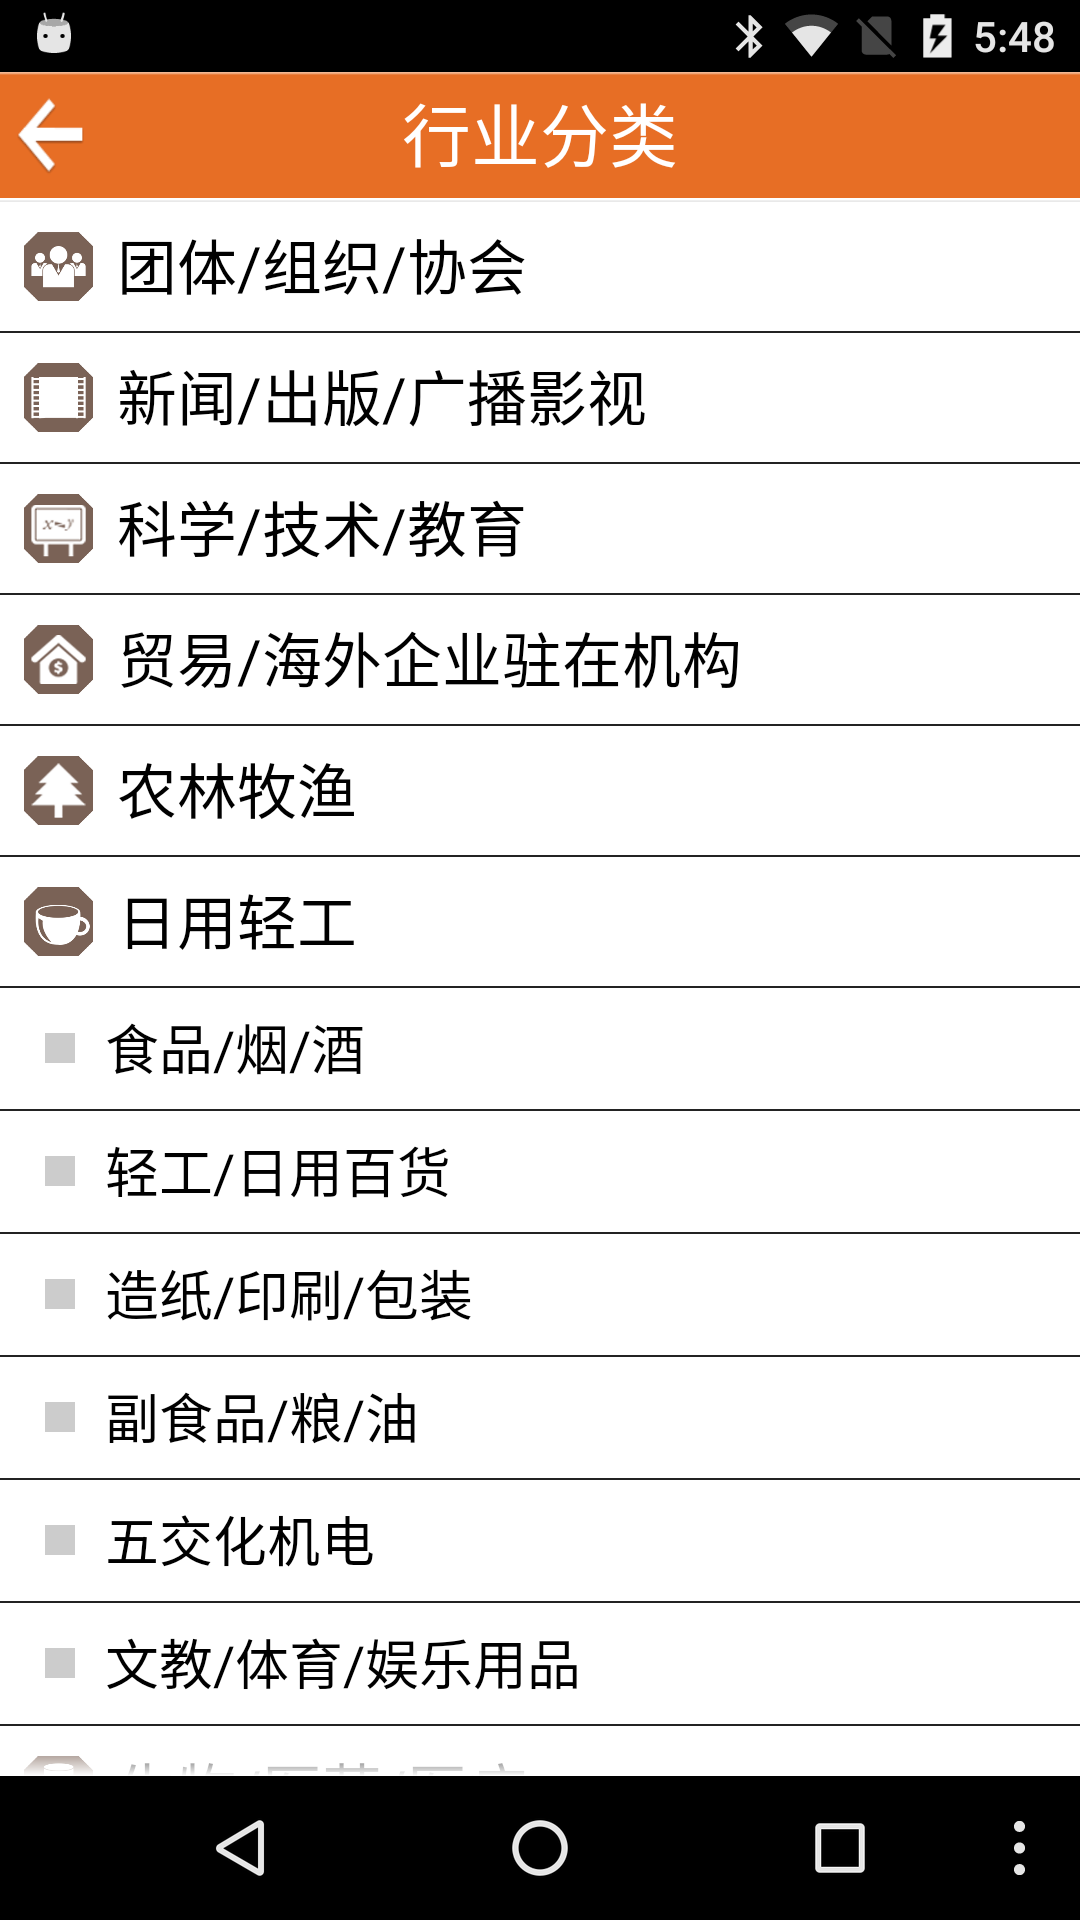 5:48
行业分类
团体/组织/协会
新闻/出版/广播影视
科学/技术/教育
贸易/海外企业驻在机构
农林牧渔
日用轻工
食品/烟/酒
轻工/日用百货
造纸/印刷/包装
副食品/粮/油
五交化机电
文教/体育/娱乐用品